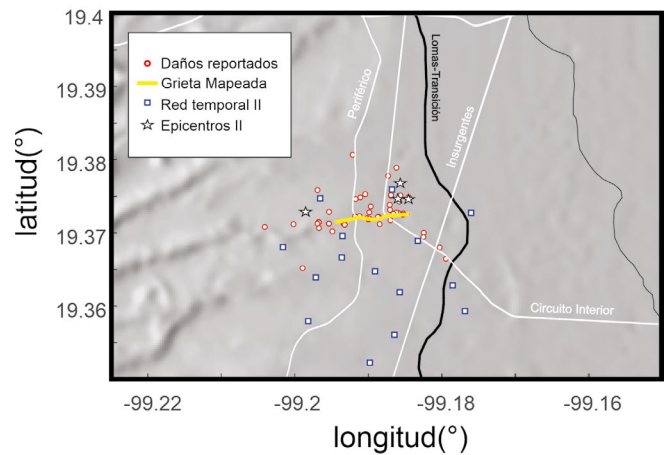 19.4
19.39
19.38
19.37
19.36
latitud(°)
Daños reportados
Grieta Mapeada
Red temporal II
Epicentros II
Periférico
Lomas-Transición
Insurgentes
Circuito Interior
-99.22
-99.2
-99.18
-99.16
longitud(°)